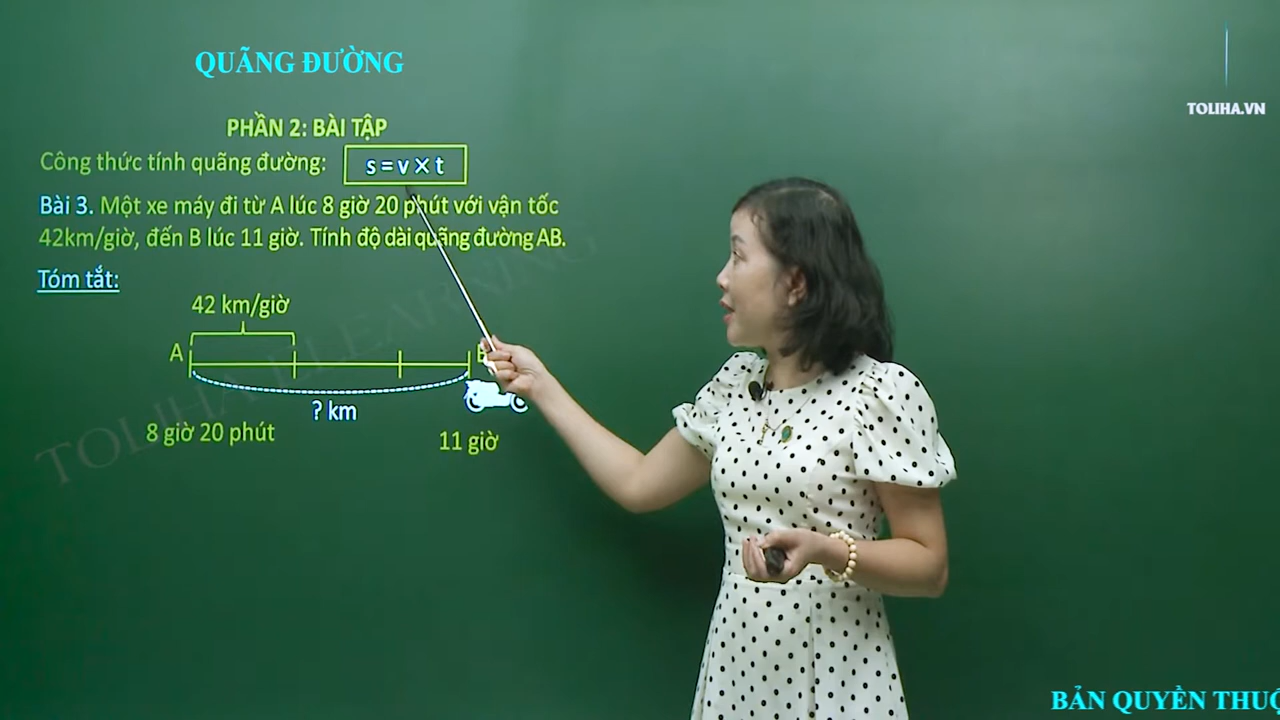 QUÃNG ĐƯỜNG
TOLIHA.VN
PHẦN 2: BÀI TẬP
Công thức tính quãng đường: s = v × t
Bài 3. Một xe máy đi từ A lúc 8 giờ 20 phút với vận tốc
42km/giờ, đến B lúc 11 giờ. Tính độ dài quãng đường AB.
Tóm tắt:
42 km/giờ
A B
? km
8 giờ 20 phút 11 giờ
BẢN QUYỀN